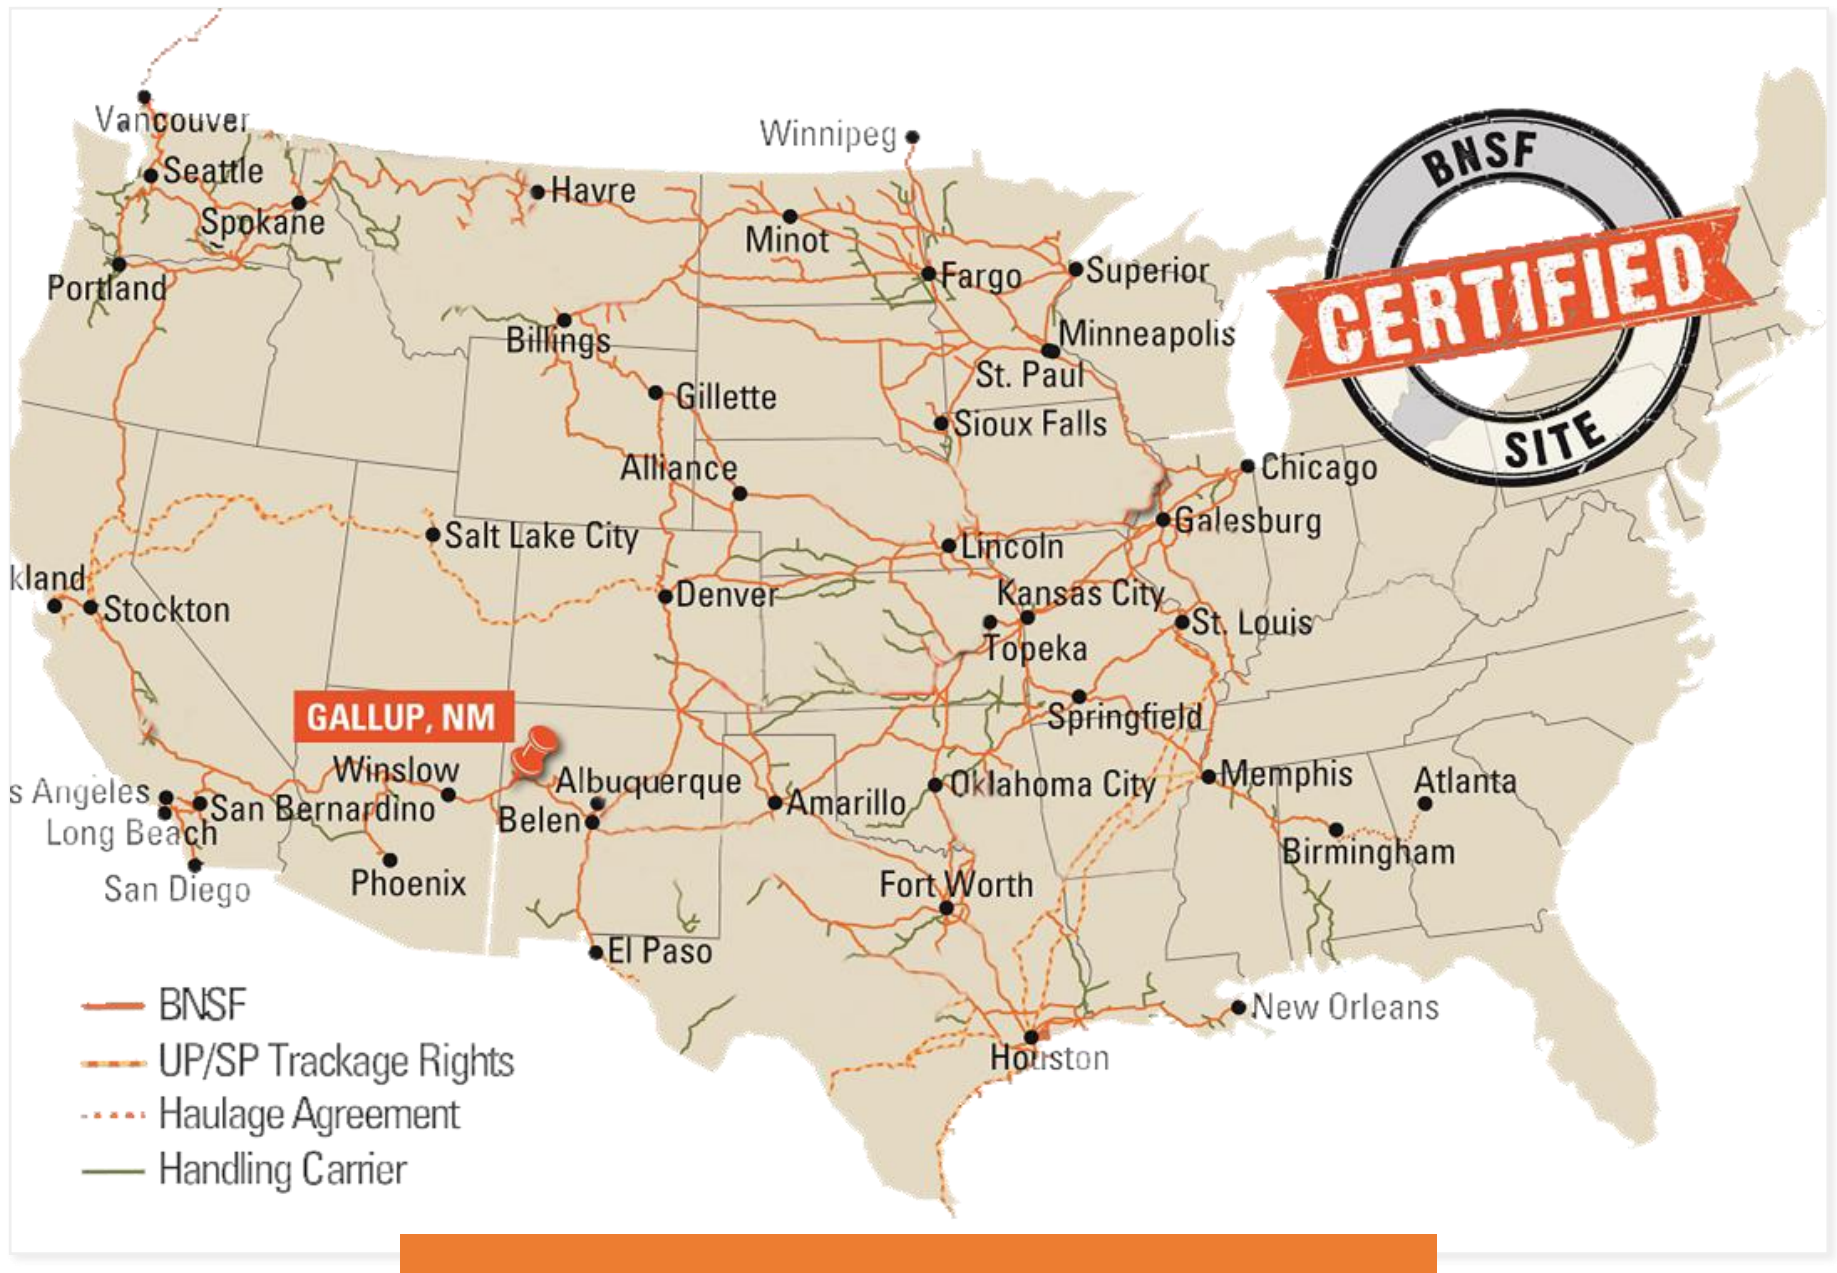 Vancouver
Winnipeg
BNSF
Seattle
Havre
Spokane
Minot
CERTIFIED
Portland
Fargo
Superior
Billings
Minneapolis
St. Paul
Gillette
Sioux Falls
SITE
Alliance
Chicago
Salt Lake City
Lincoln
Galesburg
kland
Stockton
Denver
Kansas City
St. Louis
Topeka
GALLUP, NM
Springfield
Winslow
Albuquerque
Oklahoma City
Memphis
Atlanta
s Angeles
San Bernardino
Belen
Amarillo
Long Beach
Birmingham
San Diego
Phoenix
Fort Worth
El Paso
New Orleans
Houston
BNSF
UP/SP Trackage Rights
Haulage Agreement
Handling Carrier